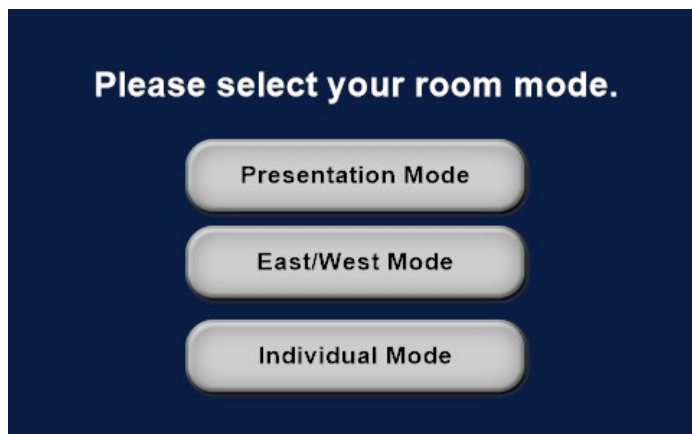 Please select your room mode.
Presentation Mode
East/West Mode
Individual Mode